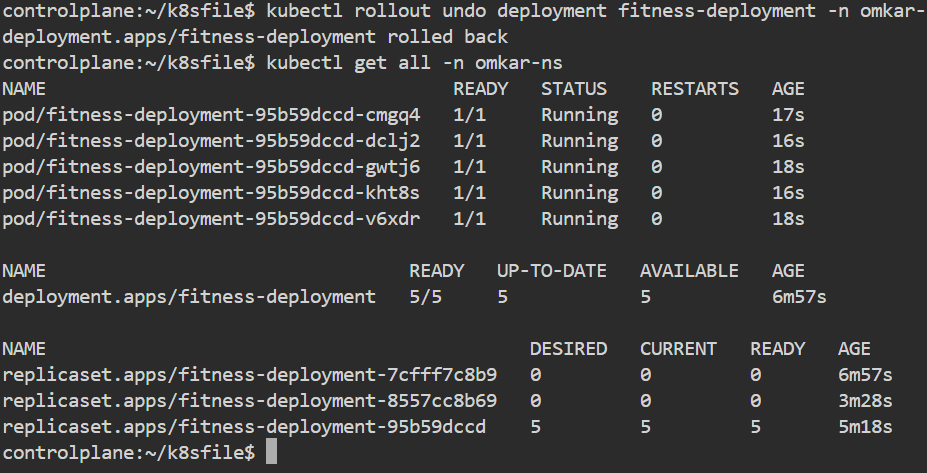 controlplane:~/k8sfile$ kubectl rollout undo deployment fitness-deployment -n omkar-
deployment.apps/fitness-deployment rolled back
controlplane:~/k8sfile$ kubectl get all -n omkar-ns
NAME READY STATUS RESTARTS AGE
pod/fitness-deployment-95b59dccd-cmgq4 1/1 Running 0 17s
pod/fitness-deployment-95b59dccd-dclj2 1/1 Running 0 16s
pod/fitness-deployment-95b59dccd-gwtj6 1/1 Running 0 18s
pod/fitness-deployment-95b59dccd-kht8s 1/1 Running 0 16s
pod/fitness-deployment-95b59dccd-v6xdr 1/1 Running 0 18s
NAME READY UP-TO-DATE AVAILABLE AGE
deployment.apps/fitness-deployment 5/5 5 5 6m57s
NAME DESIRED CURRENT READY AGE
replicaset.apps/fitness-deployment-7cfff7c8b9 0 0 0 6m57s
replicaset.apps/fitness-deployment-8557cc8b69 0 0 0 3m28s
replicaset.apps/fitness-deployment-95b59dccd 5 5 5 5m18s
controlplane:~/k8sfile$